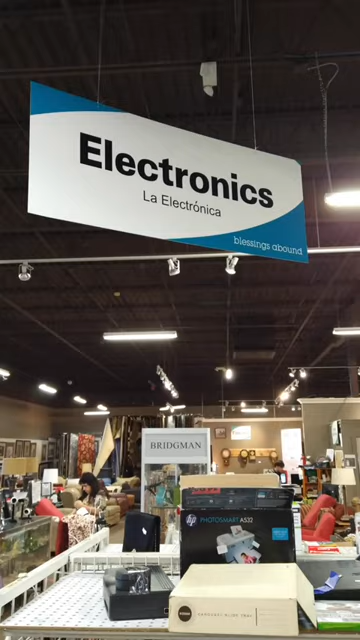 Electronics
La Electrónica
blessings abound
BRIDGMAN
hp PHOTOSMART A532